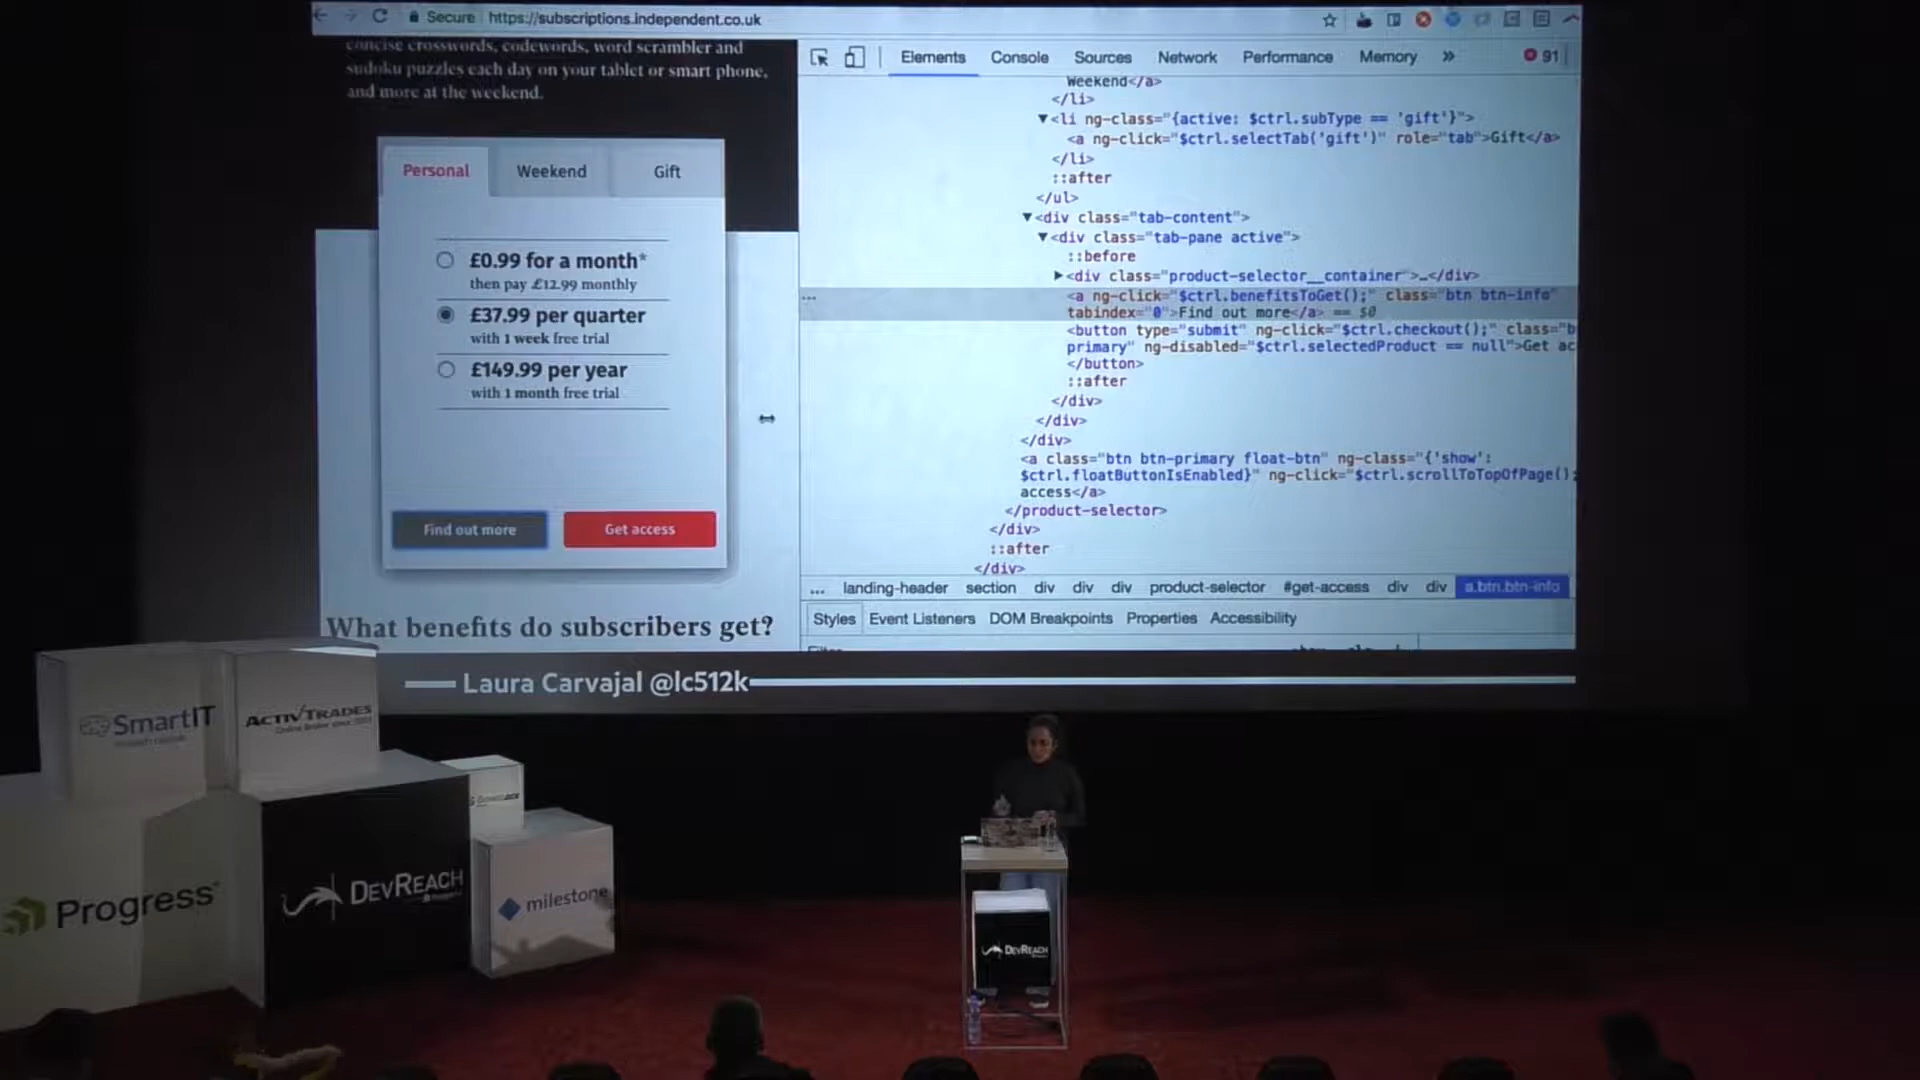 Secure https://subscriptions.independent.co.uk
concise crosswords, codewords, word scrambler and
sudoku puzzles each day on your tablet or smart phone,
and more at the weekend.
Personal Weekend Gift
£0.99 for a month*
then pay £12.99 monthly
£37.99 per quarter
with 1 week free trial
£149.99 per year
with 1 month free trial
Find out more Get access
What benefits do subscribers get?
Elements Console Sources Network Performance Memory » 91
Weekend</a>
</li>
▼<li ng-class="{active: $ctrl.subType == 'gift'}">
<a ng-click="$ctrl.selectTab('gift')" role="tab">Gift</a>
</li>
::after
</ul>
▼<div class="tab-content">
▼<div class="tab-pane active">
::before
▶<div class="product-selector__container">…</div>
<a ng-click="$ctrl.benefitsToGet();" class="btn btn-info"
tabindex="0">Find out more</a> == $0
<button type="submit" ng-click="$ctrl.checkout();" class="b
primary" ng-disabled="$ctrl.selectedProduct == null">Get ac
</button>
::after
</div>
</div>
</div>
<a class="btn btn-primary float-btn" ng-class="{'show':
$ctrl.floatButtonIsEnabled}" ng-click="$ctrl.scrollToTopOfPage();
access</a>
</product-selector>
</div>
::after
</div>
... landing-header section div div div product-selector #get-access div div a.btn.btn-info
Styles Event Listeners DOM Breakpoints Properties Accessibility
Laura Carvajal @lc512k
SmartIT
ACTIVTRADES
Progress
DEVREACH
milestone
DEVREACH